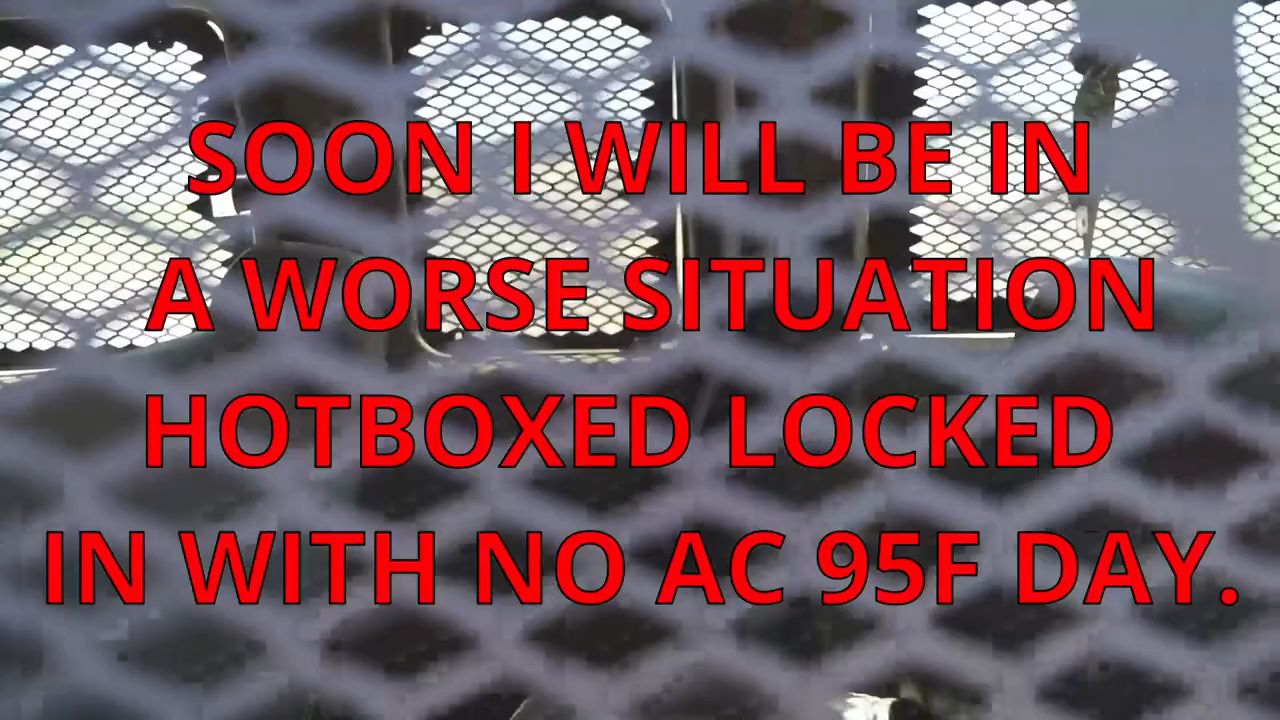 SOON I WILL BE IN
A WORSE SITUATION
HOTBOXED LOCKED
IN WITH NO AC 95F DAY.